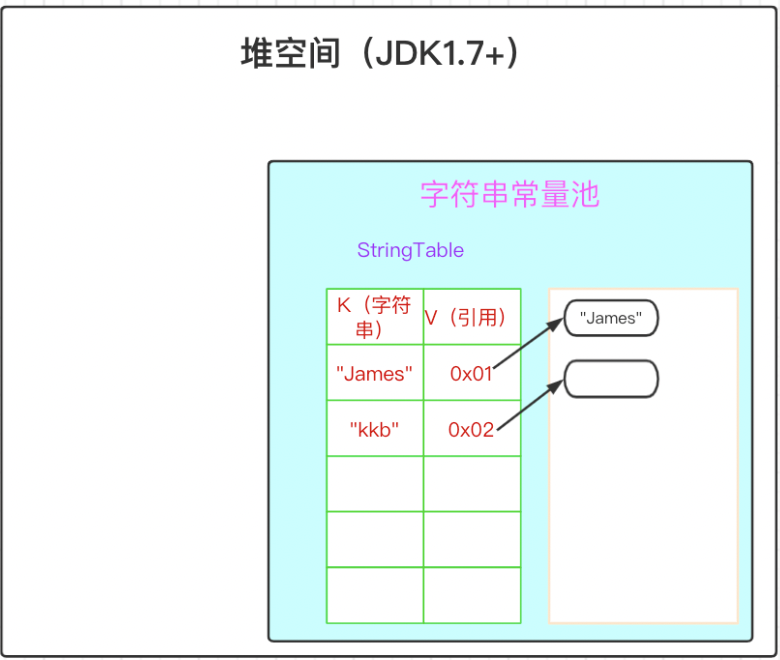 堆空间（JDK1.7+）
字符串常量池
StringTable
K（字符
串）
V（引用）
"James"
"James"
0x01
"kkb"
0x02